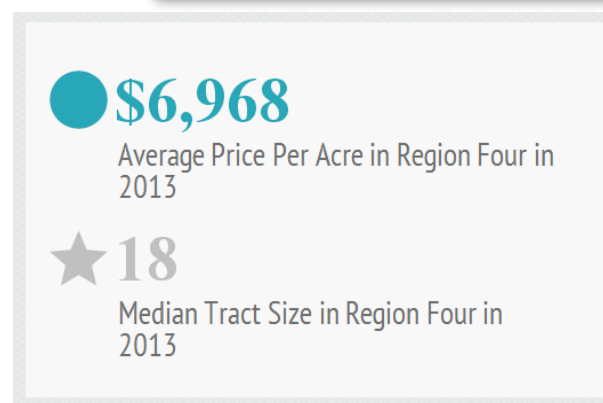 $6,968
Average Price Per Acre in Region Four in
2013
18
Median Tract Size in Region Four in
2013